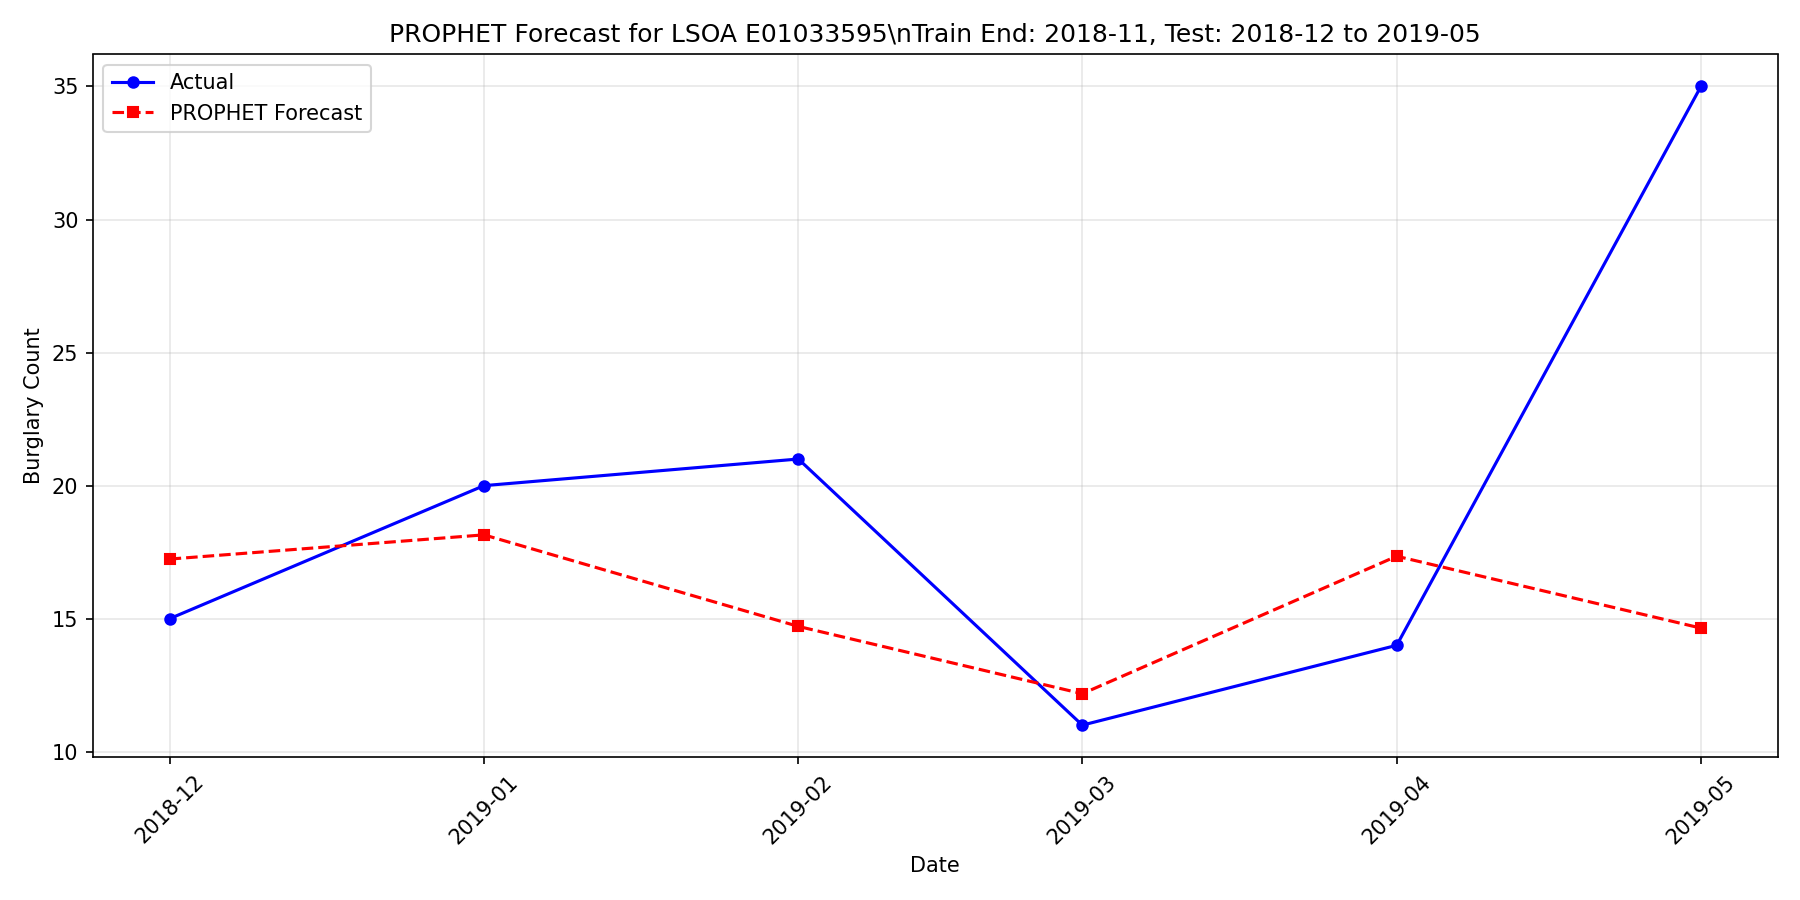 PROPHET Forecast for LSOA E01033595\nTrain End: 2018-11, Test: 2018-12 to 2019-05
Actual
PROPHET Forecast
35
30
25
20
15
10
Burglary Count
2018-12
2019-01
2019-02
2019-03
2019-04
2019-05
Date